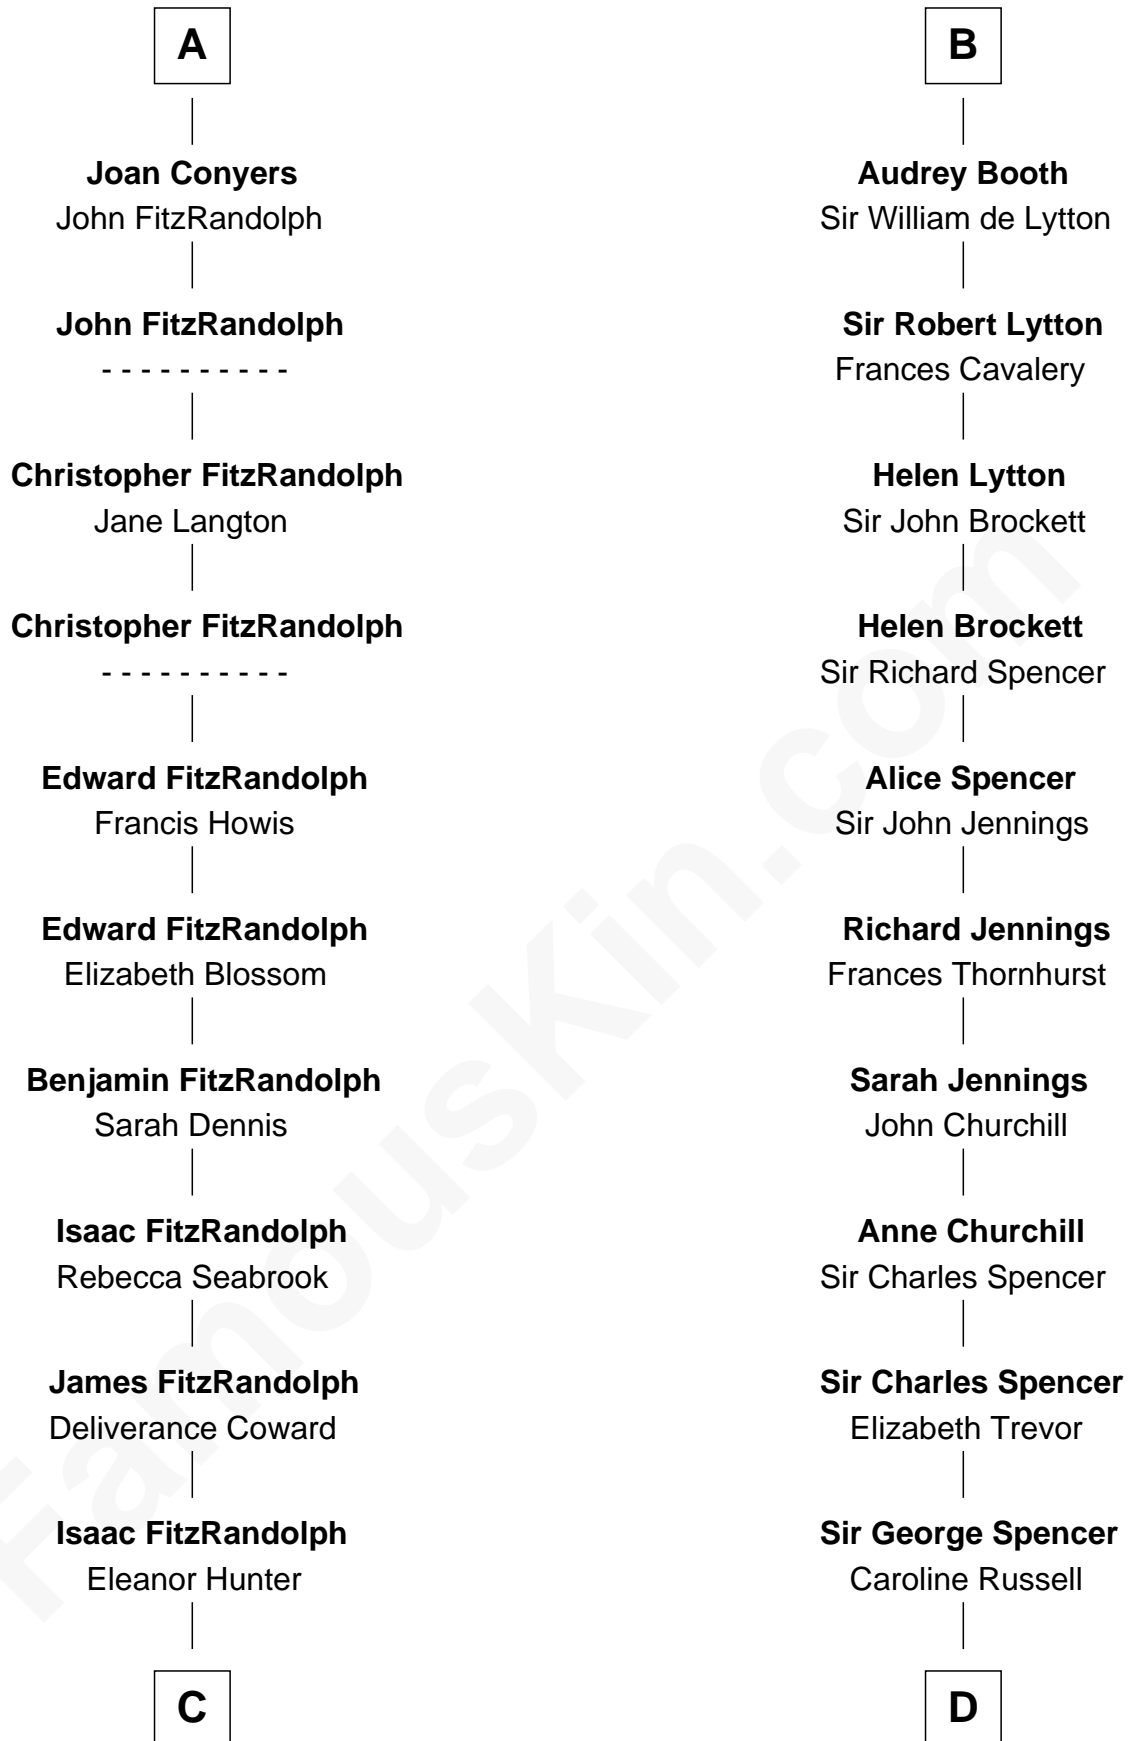 A
Joan Conyers
John FitzRandolph
John FitzRandolph
- - - - - - - - - -
Christopher FitzRandolph
Jane Langton
Christopher FitzRandolph
- - - - - - - - - -
Edward FitzRandolph
Francis Howis
Edward FitzRandolph
Elizabeth Blossom
Benjamin FitzRandolph
Sarah Dennis
Isaac FitzRandolph
Rebecca Seabrook
James FitzRandolph
Deliverance Coward
Isaac FitzRandolph
Eleanor Hunter
C
B
Audrey Booth
Sir William de Lytton
Sir Robert Lytton
Frances Cavalery
Helen Lytton
Sir John Brockett
Helen Brockett
Sir Richard Spencer
Alice Spencer
Sir John Jennings
Richard Jennings
Frances Thornhurst
Sarah Jennings
John Churchill
Anne Churchill
Sir Charles Spencer
Sir Charles Spencer
Elizabeth Trevor
Sir George Spencer
Caroline Russell
D
FamousKin.com